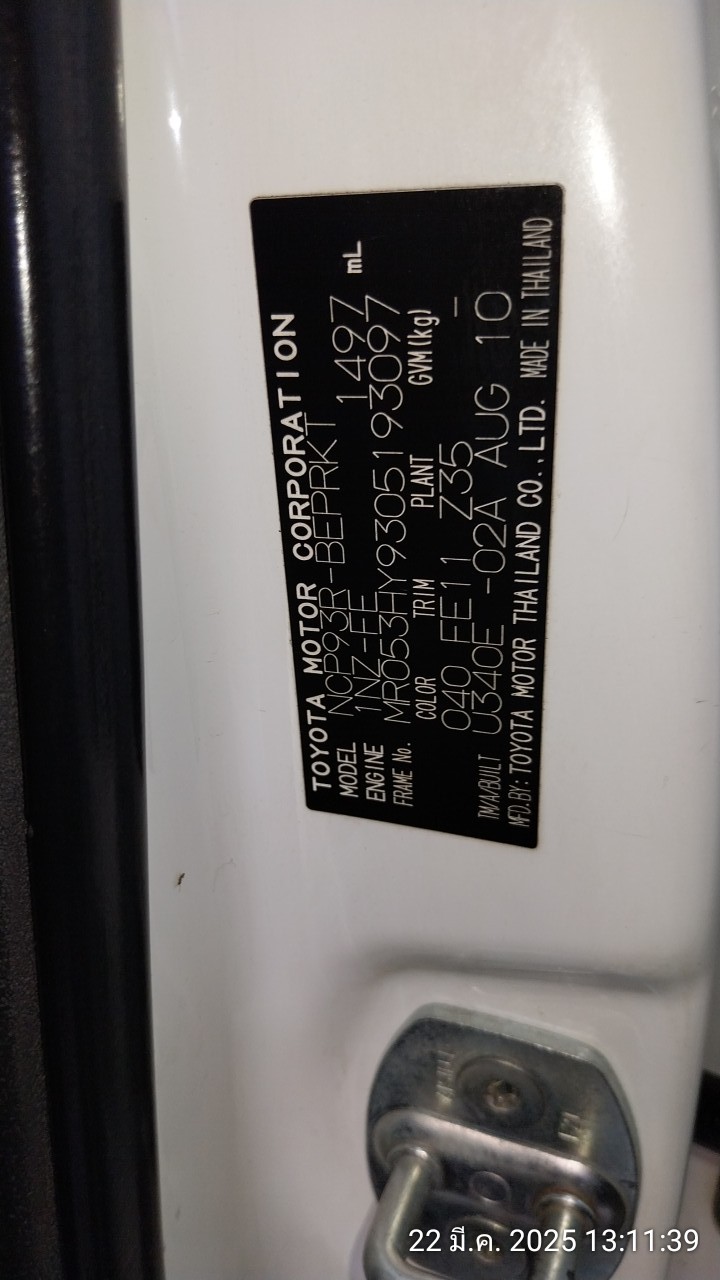 TOYOTA MOTOR CORPORATION
MODEL NCP93R-BEPRKT 1497 mL
ENGINE 1NZ-FE
FRAME No. MR053HY9305193097
COLOR TRIM PLANT GVM(kg)
040 FE11 Z35 -
TM/A/BUILT U340E -02A AUG 10
MFD.BY: TOYOTA MOTOR THAILAND CO.,LTD. MADE IN THAILAND
22 มี.ค. 2025 13:11:39